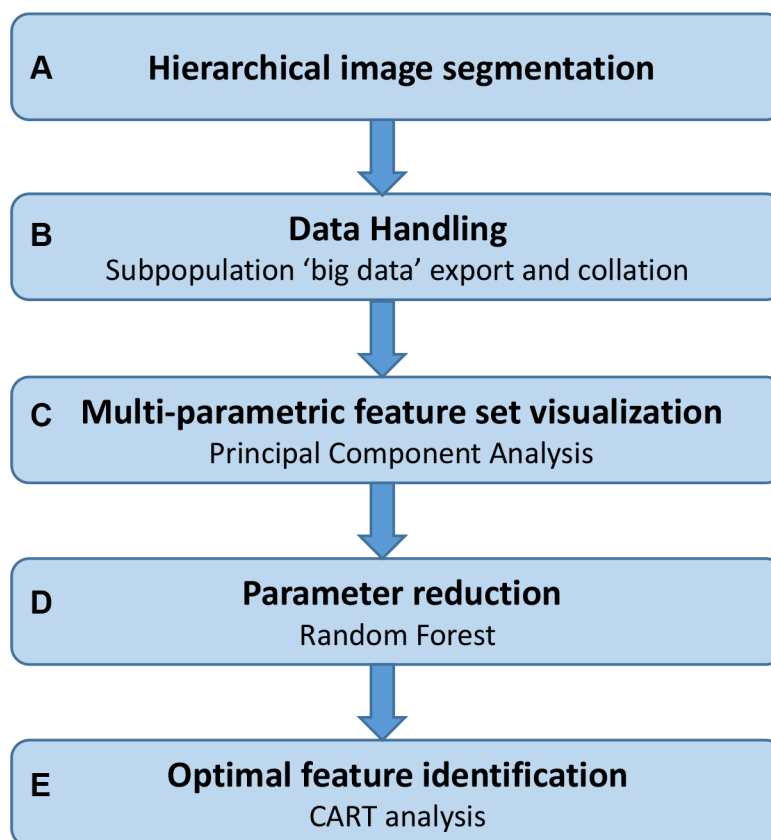 A
Hierarchical image segmentation
B
Data Handling
Subpopulation ‘big data’ export and collation
C
Multi-parametric feature set visualization
Principal Component Analysis
D
Parameter reduction
Random Forest
E
Optimal feature identification
CART analysis